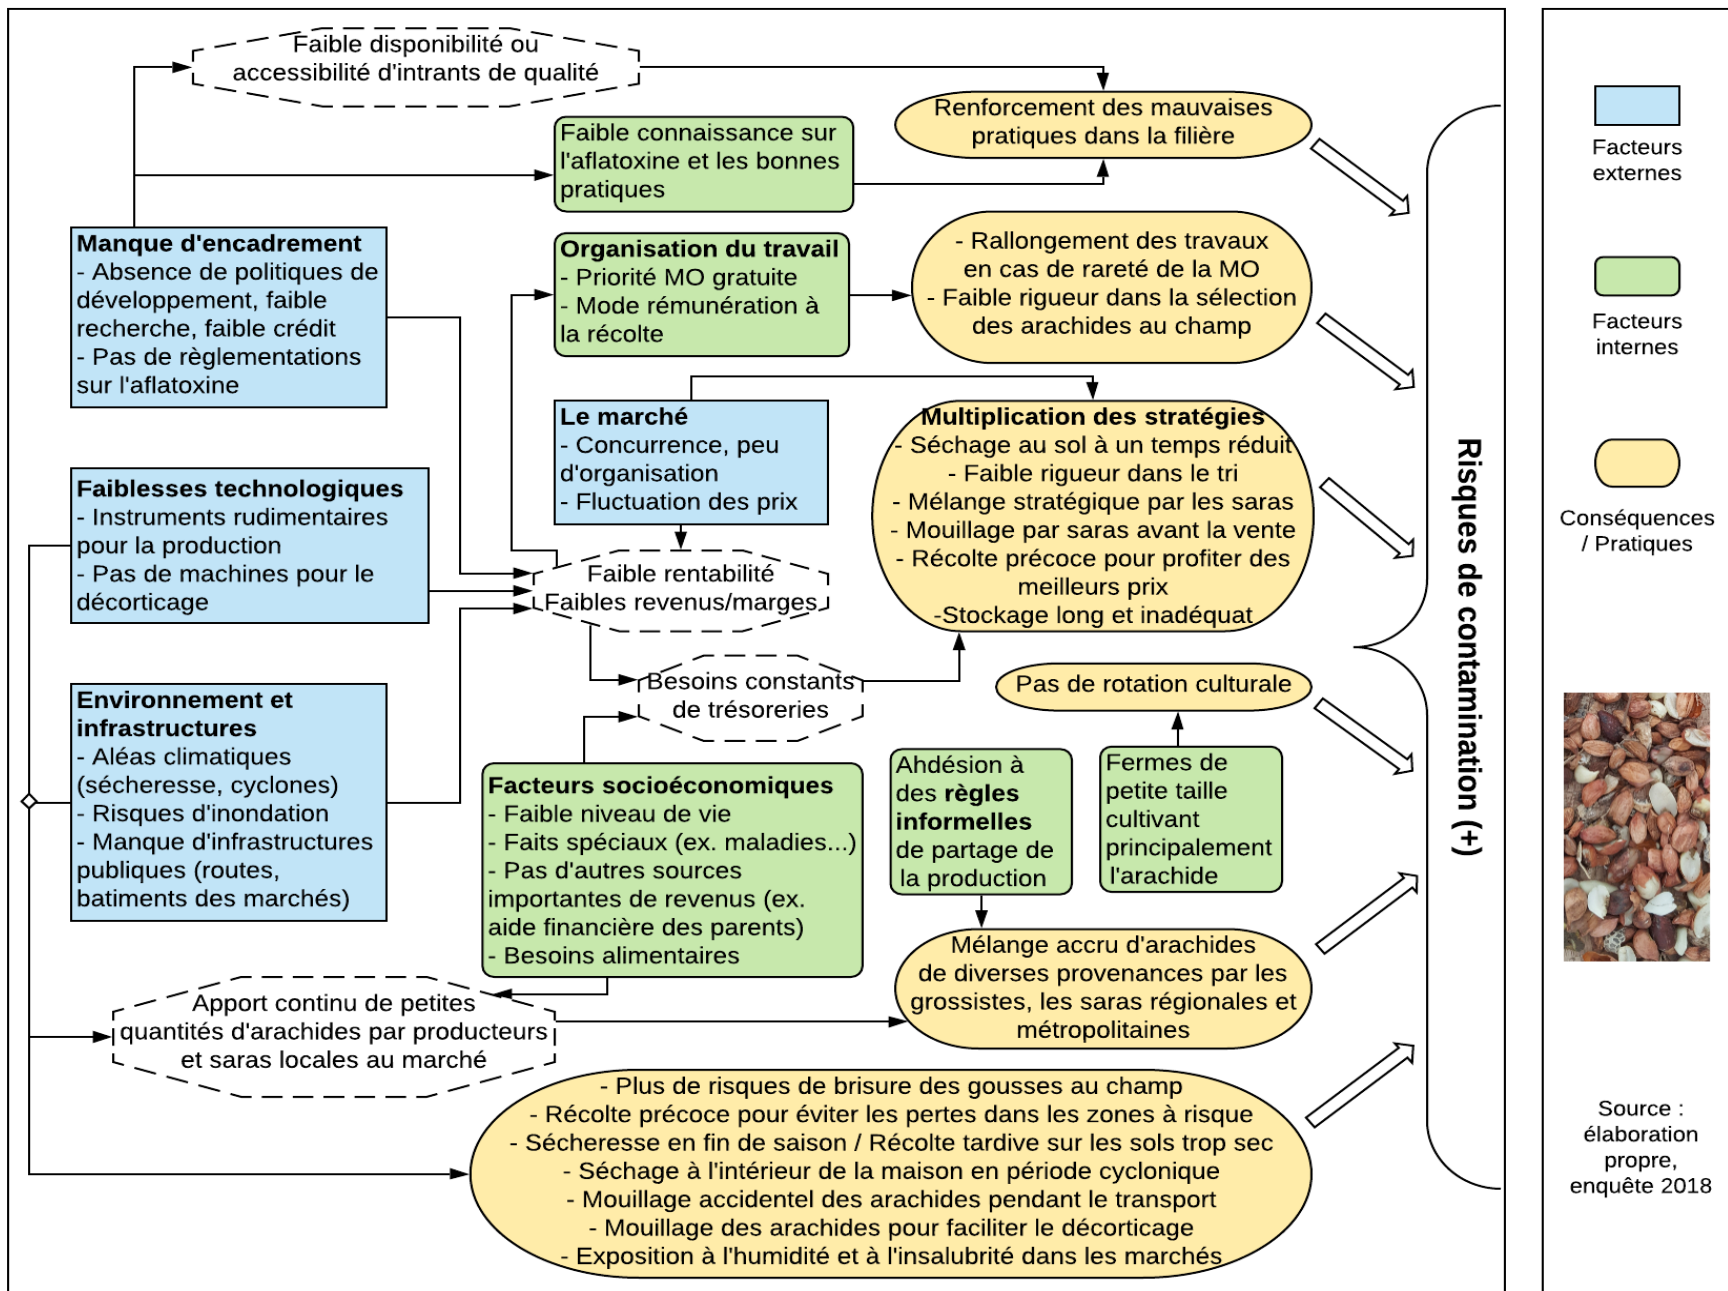 Faible disponibilité ou
accessibilité d'intrants de qualité
Renforcement des mauvaises
pratiques dans la filière
Faible connaissance sur
l'aflatoxine et les bonnes
pratiques
Manque d'encadrement
- Absence de politiques de
développement, faible
recherche, faible crédit
- Pas de règlementations
sur l'aflatoxine
Organisation du travail
- Priorité MO gratuite
- Mode rémunération à
la récolte
- Rallongement des travaux
en cas de rareté de la MO
- Faible rigueur dans la sélection
des arachides au champ
Le marché
- Concurrence, peu
d'organisation
- Fluctuation des prix
Multiplication des stratégies
- Séchage au sol à un temps réduit
- Faible rigueur dans le tri
- Mélange stratégique par les saras
- Mouillage par saras avant la vente
- Récolte précoce pour profiter des
meilleurs prix
-Stockage long et inadéquat
Faiblesses technologiques
- Instruments rudimentaires
pour la production
- Pas de machines pour le
décorticage
Faible rentabilité
Faibles revenus/marges
Besoins constants
de trésoreries
Pas de rotation culturale
Environnement et
infrastructures
- Aléas climatiques
(sécheresse, cyclones)
- Risques d'inondation
- Manque d'infrastructures
publiques (routes,
batiments des marchés)
Facteurs socioéconomiques
- Faible niveau de vie
- Faits spéciaux (ex. maladies...)
- Pas d'autres sources
importantes de revenus (ex.
aide financière des parents)
- Besoins alimentaires
Ahdésion à
des règles
informelles
de partage de
la production
Fermes de
petite taille
cultivant
principalement
l'arachide
Apport continu de petites
quantités d'arachides par producteurs
et saras locales au marché
Mélange accru d'arachides
de diverses provenances par les
grossistes, les saras régionales et
métropolitaines
- Plus de risques de brisure des gousses au champ
- Récolte précoce pour éviter les pertes dans les zones à risque
- Sécheresse en fin de saison / Récolte tardive sur les sols trop sec
- Séchage à l'intérieur de la maison en période cyclonique
- Mouillage accidentel des arachides pendant le transport
- Mouillage des arachides pour faciliter le décorticage
- Exposition à l'humidité et à l'insalubrité dans les marchés
Risques de contamination (+)
Facteurs
externes
Facteurs
internes
Conséquences
/ Pratiques
Source :
élaboration
propre,
enquête 2018